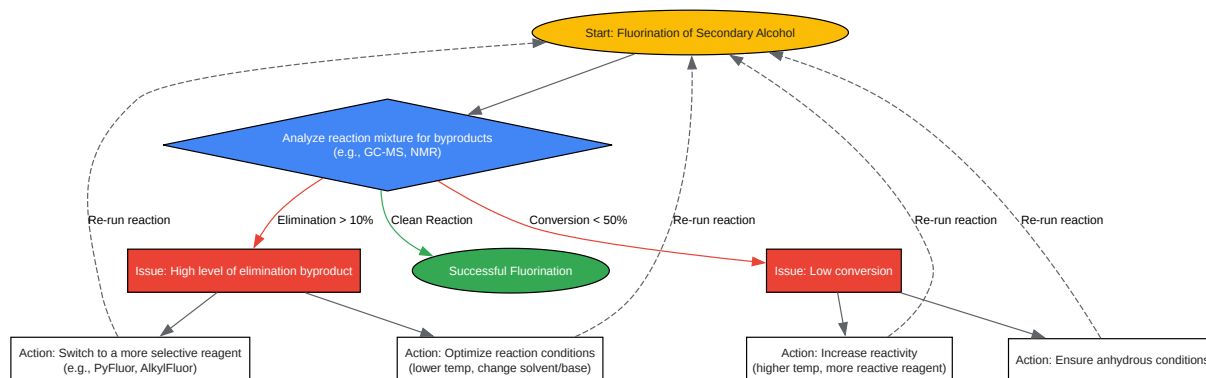 Start: Fluorination of Secondary Alcohol
Analyze reaction mixture for byproducts
(e.g., GC-MS, NMR)
Re-run reaction
Elimination > 10%
Clean Reaction
Conversion < 50%
Re-run reaction
Re-run reaction
Re-run reaction
Issue: High level of elimination byproduct
Successful Fluorination
Issue: Low conversion
Action: Switch to a more selective reagent
(e.g., PyFluor, AlkylFluor)
Action: Optimize reaction conditions
(lower temp, change solvent/base)
Action: Increase reactivity
(higher temp, more reactive reagent)
Action: Ensure anhydrous conditions